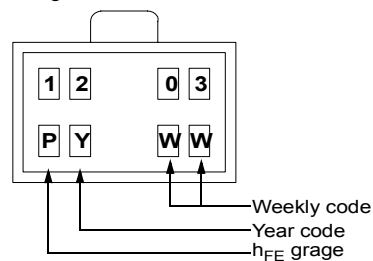 1 2 0 3
P Y W W
Weekly code
Year code
hFE grage